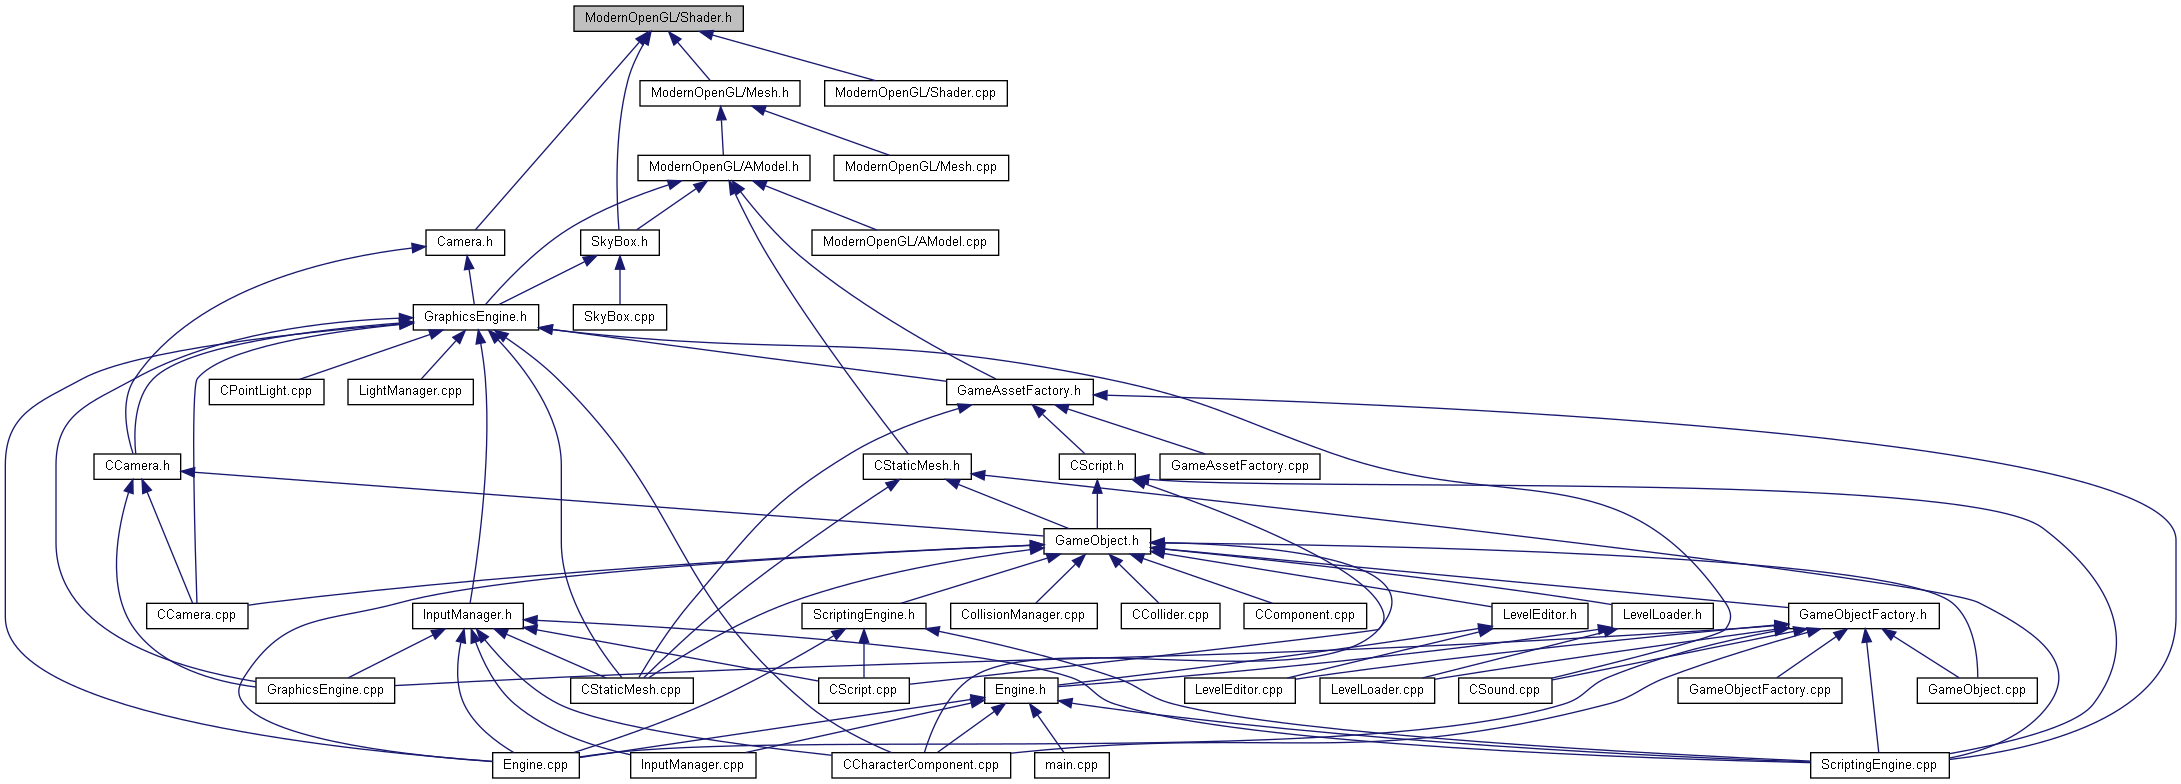 ModernOpenGL/Shader.h
ModernOpenGL/Mesh.h
ModernOpenGL/Shader.cpp
ModernOpenGL/AModel.h
ModernOpenGL/Mesh.cpp
Camera.h
SkyBox.h
ModernOpenGL/AModel.cpp
GraphicsEngine.h
SkyBox.cpp
CPointLight.cpp
LightManager.cpp
GameAssetFactory.h
CCamera.h
CStaticMesh.h
CScript.h
GameAssetFactory.cpp
GameObject.h
CCamera.cpp
InputManager.h
ScriptingEngine.h
CollisionManager.cpp
CCollider.cpp
CComponent.cpp
LevelEditor.h
LevelLoader.h
GameObjectFactory.h
GraphicsEngine.cpp
CStaticMesh.cpp
CScript.cpp
Engine.h
LevelEditor.cpp
LevelLoader.cpp
CSound.cpp
GameObjectFactory.cpp
GameObject.cpp
Engine.cpp
InputManager.cpp
CCharacterComponent.cpp
main.cpp
ScriptingEngine.cpp